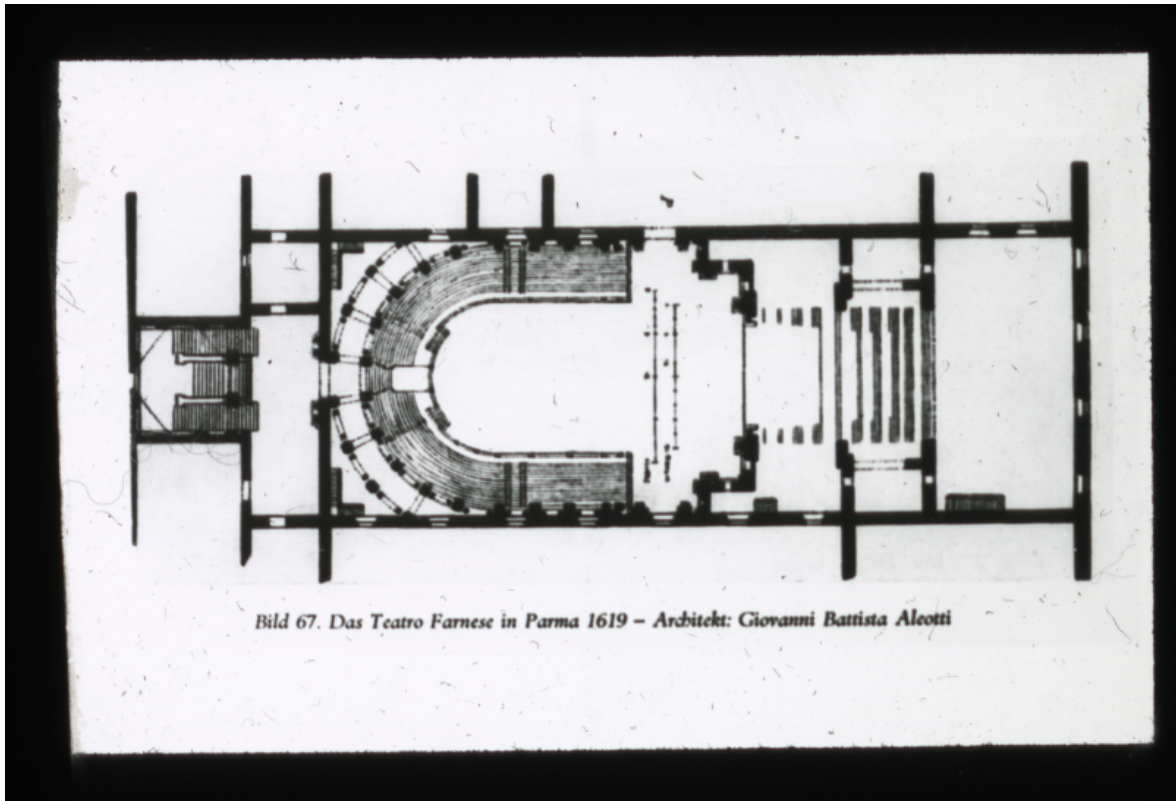 Bild 67. Das Teatro Farnese in Parma 1619 – Architekt: Giovanni Battista Aleotti